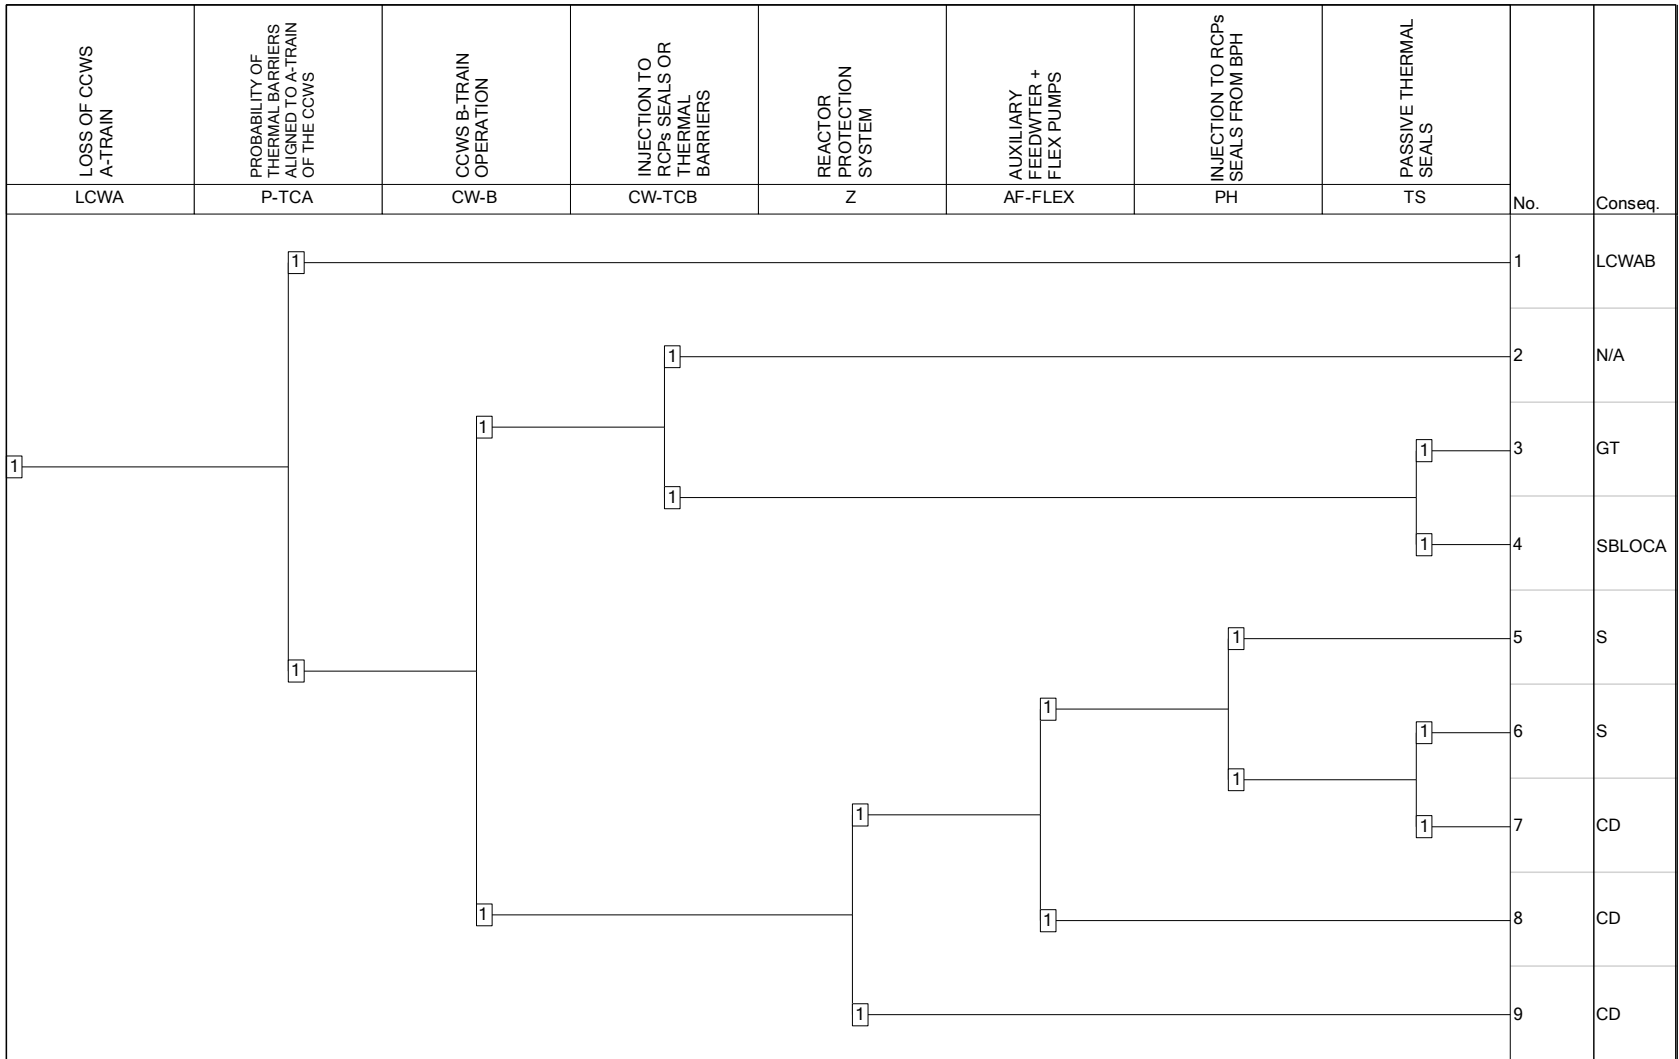 LOSS OF CCWS
A-TRAIN
PROBABILITY OF
THERMAL BARRIERS
ALIGNED TO A-TRAIN
OF THE CCWS
CCWS B-TRAIN
OPERATION
INJECTION TO
RCPs SEALS OR
THERMAL
BARRIERS
REACTOR
PROTECTION
SYSTEM
AUXILIARY
FEEDWTER +
FLEX PUMPS
INJECTION TO RCPs
SEALS FROM BPH
PASSIVE THERMAL
SEALS
LCWA P-TCA CW-B CW-TCB Z AF-FLEX PH TS No. Conseq.
1 1 LCWAB
1 2 N/A
1
1 3 GT
1
1
1 4 SBLOCA
1 5 S
1
1
1 6 S
1
1
1 7 CD
1
1 8 CD
1 9 CD